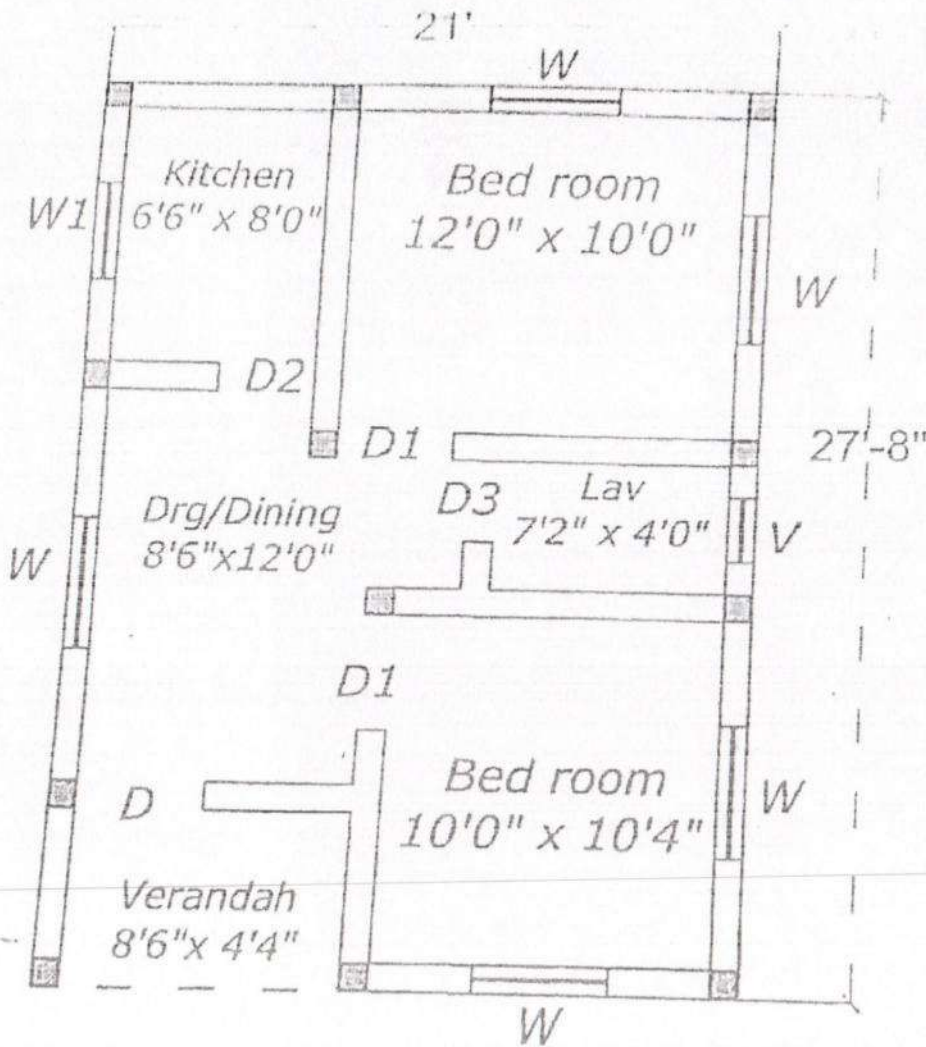 21'
W
Kitchen
6'6" x 8'0"
Bed room
12'0" x 10'0"
W1
W
D2
D1
27'-8"
Drg/Dining
8'6"x12'0"
D3
Lav
7'2" x 4'0"
W
V
D1
Bed room
10'0" x 10'4"
D
W
Verandah
8'6"x 4'4"
W